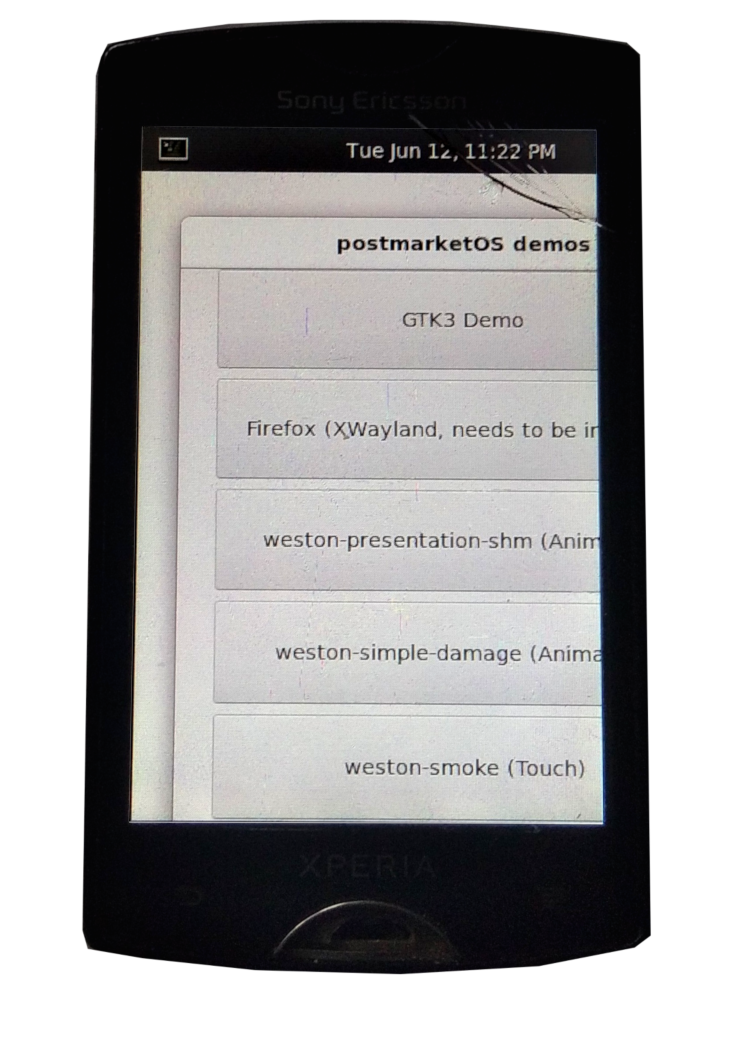 Sony Ericsson
Tue Jun 12, 11:22 PM
postmarketOS demos
GTK3 Demo
Firefox (XWayland, needs to be in
weston-presentation-shm (Anim
weston-simple-damage (Anima
weston-smoke (Touch)
XPERIA